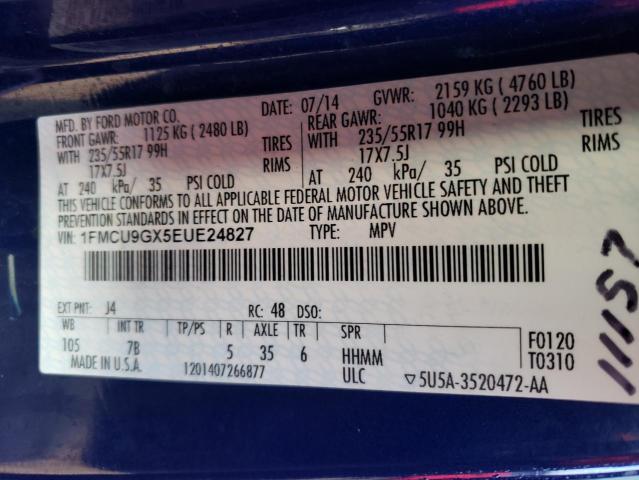 MFD. BY FORD MOTOR CO. DATE: 07/14 GVWR: 2159 KG ( 4760 LB)
FRONT GAWR: 1125 KG ( 2480 LB) REAR GAWR: 1040 KG ( 2293 LB)
WITH 235/55R17 99H TIRES WITH 235/55R17 99H TIRES
17X7.5J RIMS 17X7.5J RIMS
AT 240 kPa/ 35 PSI COLD AT 240 kPa/ 35 PSI COLD
THIS VEHICLE CONFORMS TO ALL APPLICABLE FEDERAL MOTOR VEHICLE SAFETY AND THEFT
PREVENTION STANDARDS IN EFFECT ON THE DATE OF MANUFACTURE SHOWN ABOVE.
VIN: 1FMCU9GX5EUE24827 TYPE: MPV
EXT PNT: J4 RC: 48 DSO:
WB INT TR TP/PS R AXLE TR SPR F0120
105 7B 5 35 6 HHMM T0310
MADE IN U.S.A. 1201407266877 ULC ▽5U5A-3520472-AA
11157